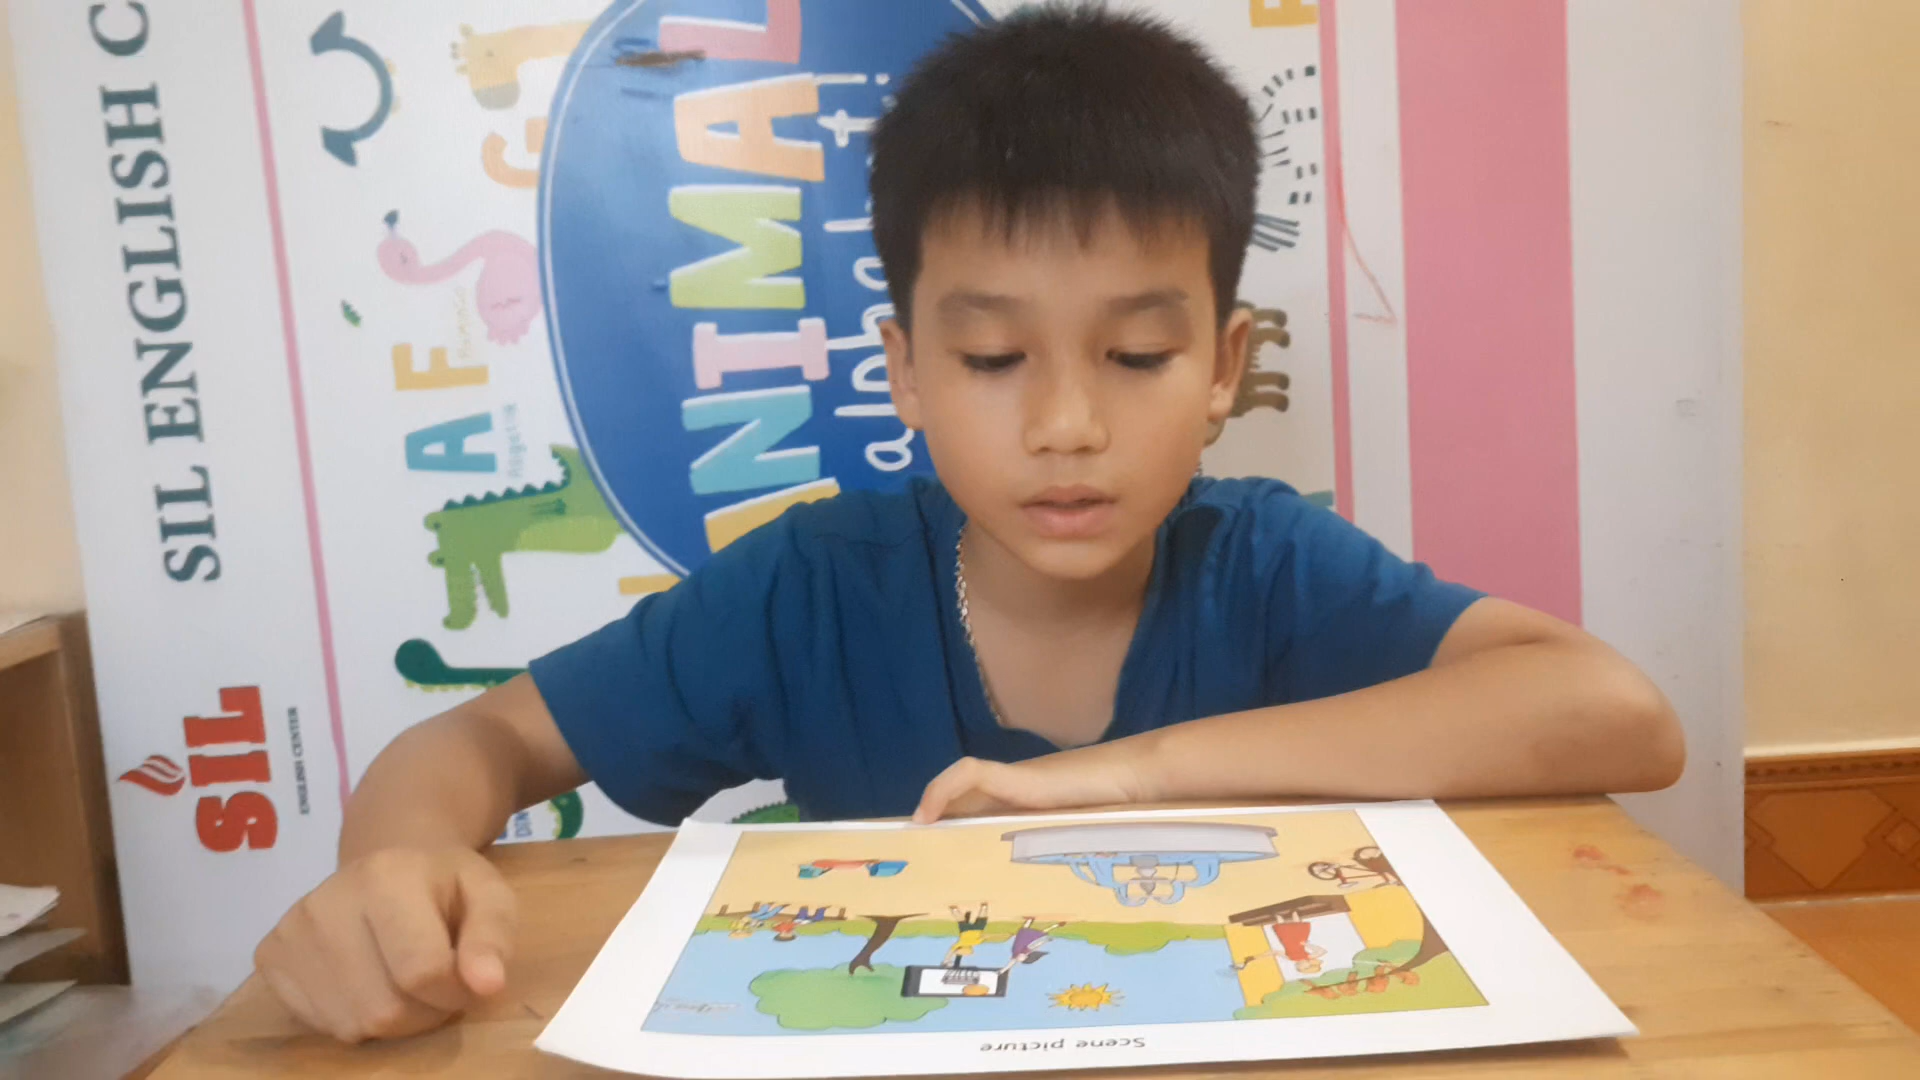 SIL ENGLISH C
SIL
ENGLISH CENTER
ANIMAL
alphabet!
G
F
A
Scene picture